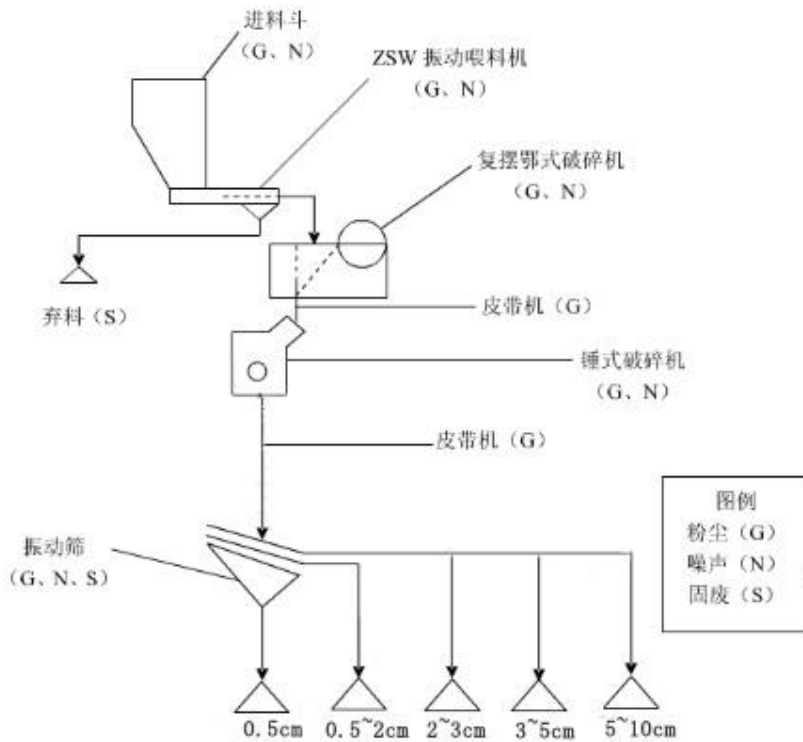 进料斗
（G、N）
ZSW 振动喂料机
（G、N）
复摆鄂式破碎机
（G、N）
弃料（S）
皮带机（G）
锤式破碎机
（G、N）
皮带机（G）
振动筛
（G、N、S）
图例
粉尘（G）
噪声（N）
固废（S）
0.5cm
0.5~2cm
2~3cm
3~5cm
5~10cm